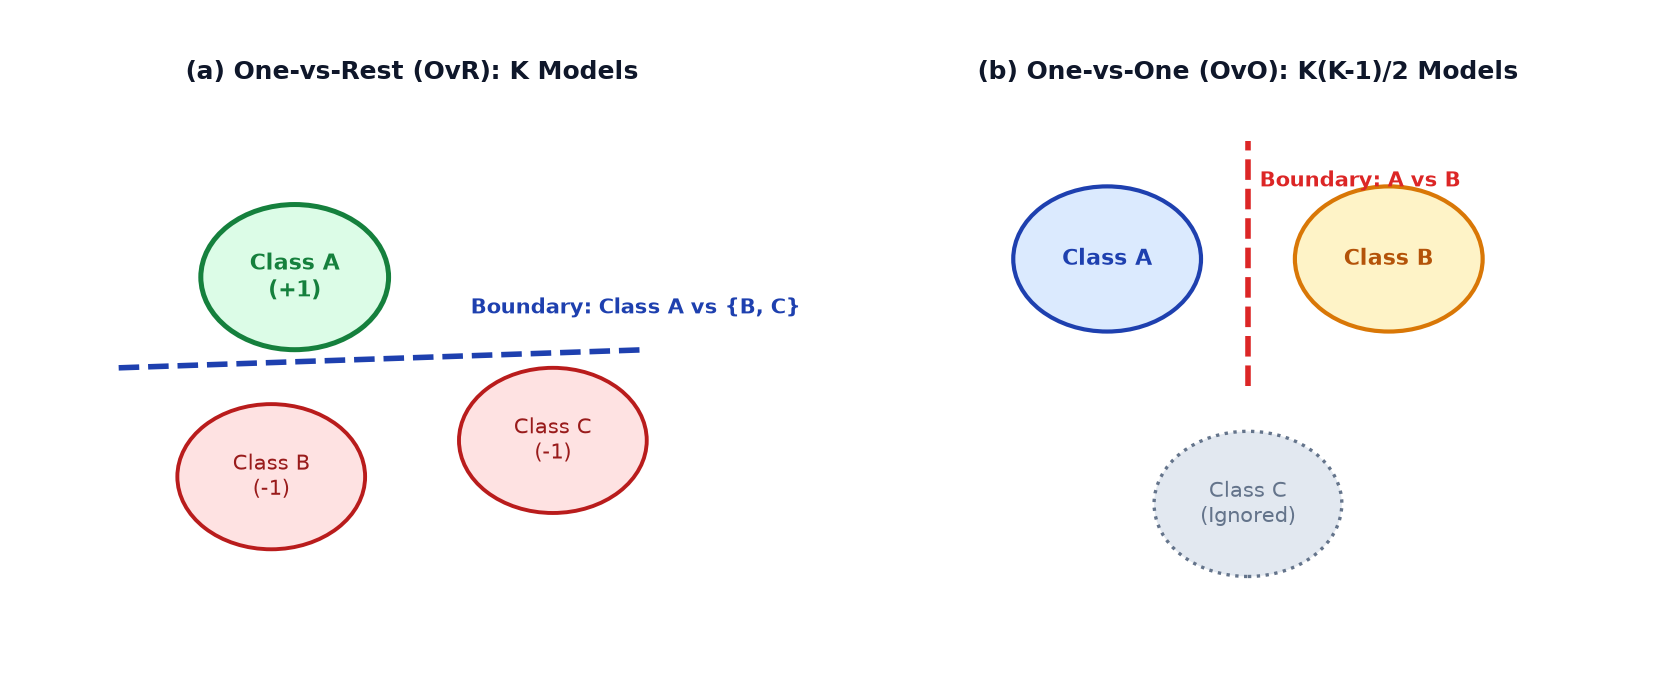 (a) One-vs-Rest (OvR): K Models
Class A
(+1)
Boundary: Class A vs {B, C}
Class B
(-1)
Class C
(-1)
(b) One-vs-One (OvO): K(K-1)/2 Models
Boundary: A vs B
Class A
Class B
Class C
(Ignored)